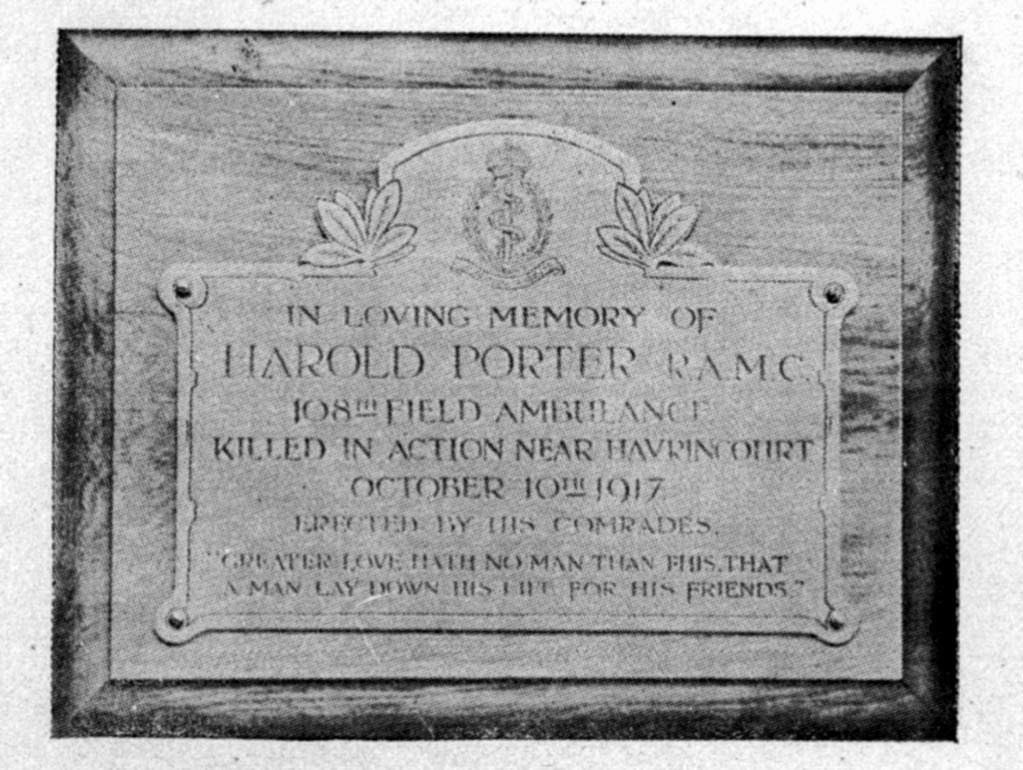 IN LOVING MEMORY OF
HAROLD PORTER R.A.M.C.
108TH FIELD AMBULANCE
KILLED IN ACTION NEAR HAVRINCOURT
OCTOBER 10TH 1917
ERECTED BY HIS COMRADES.
"GREATER LOVE HATH NO MAN THAN THIS, THAT
A MAN LAY DOWN HIS LIFE FOR HIS FRIENDS."